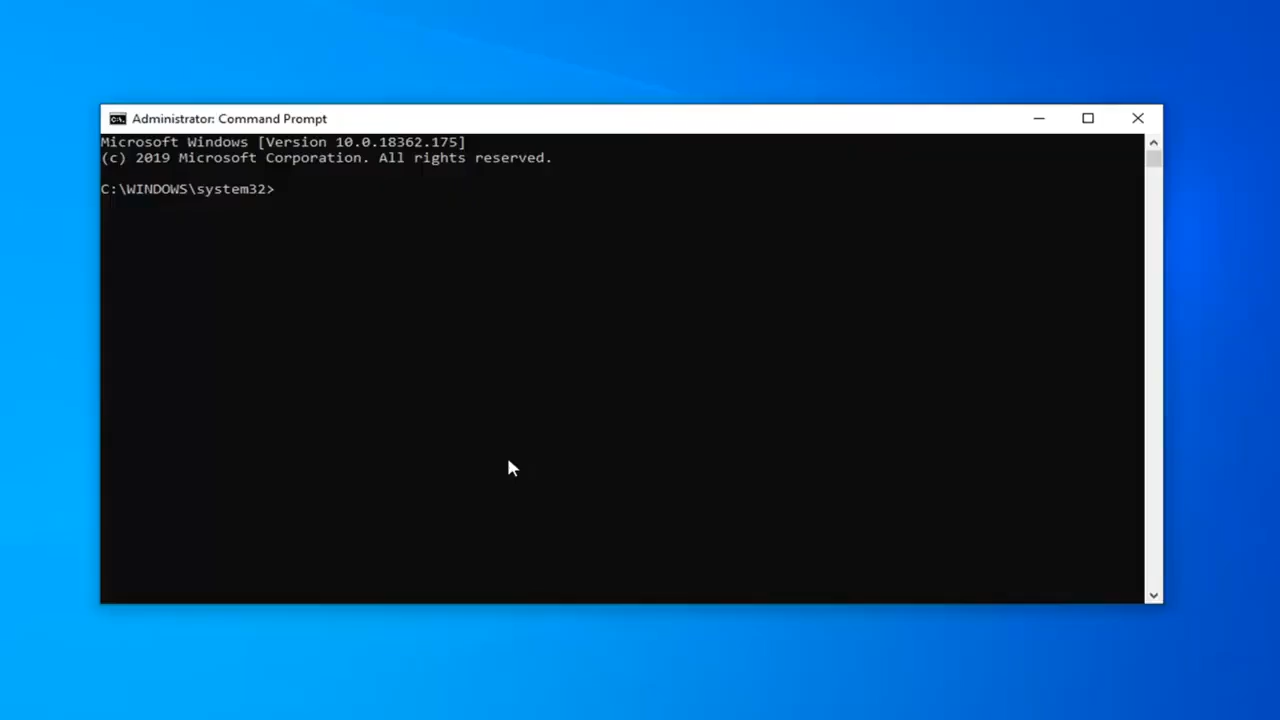 Administrator: Command Prompt
Microsoft Windows [Version 10.0.18362.175]
(c) 2019 Microsoft Corporation. All rights reserved.
C:\WINDOWS\system32>